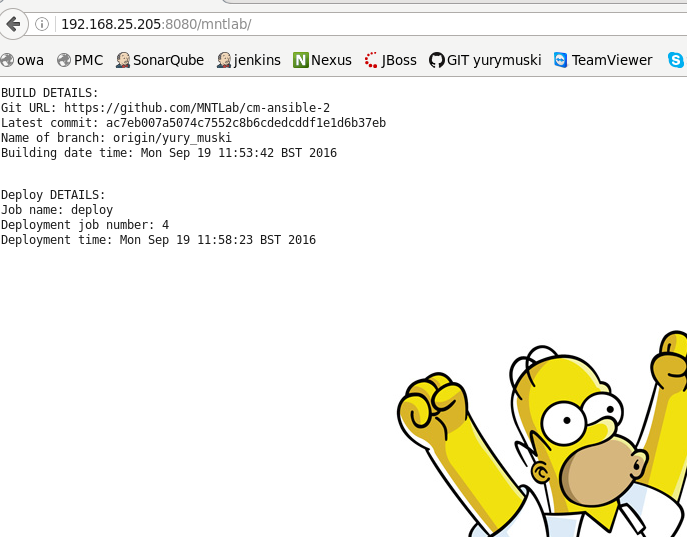 192.168.25.205:8080/mntlab/
owa PMC SonarQube jenkins Nexus JBoss GIT yurymuski TeamViewer
BUILD DETAILS:
Git URL: https://github.com/MNTLab/cm-ansible-2
Latest commit: ac7eb007a5074c7552c8b6cdedcddf1e1d6b37eb
Name of branch: origin/yury_muski
Building date time: Mon Sep 19 11:53:42 BST 2016
Deploy DETAILS:
Job name: deploy
Deployment job number: 4
Deployment time: Mon Sep 19 11:58:23 BST 2016